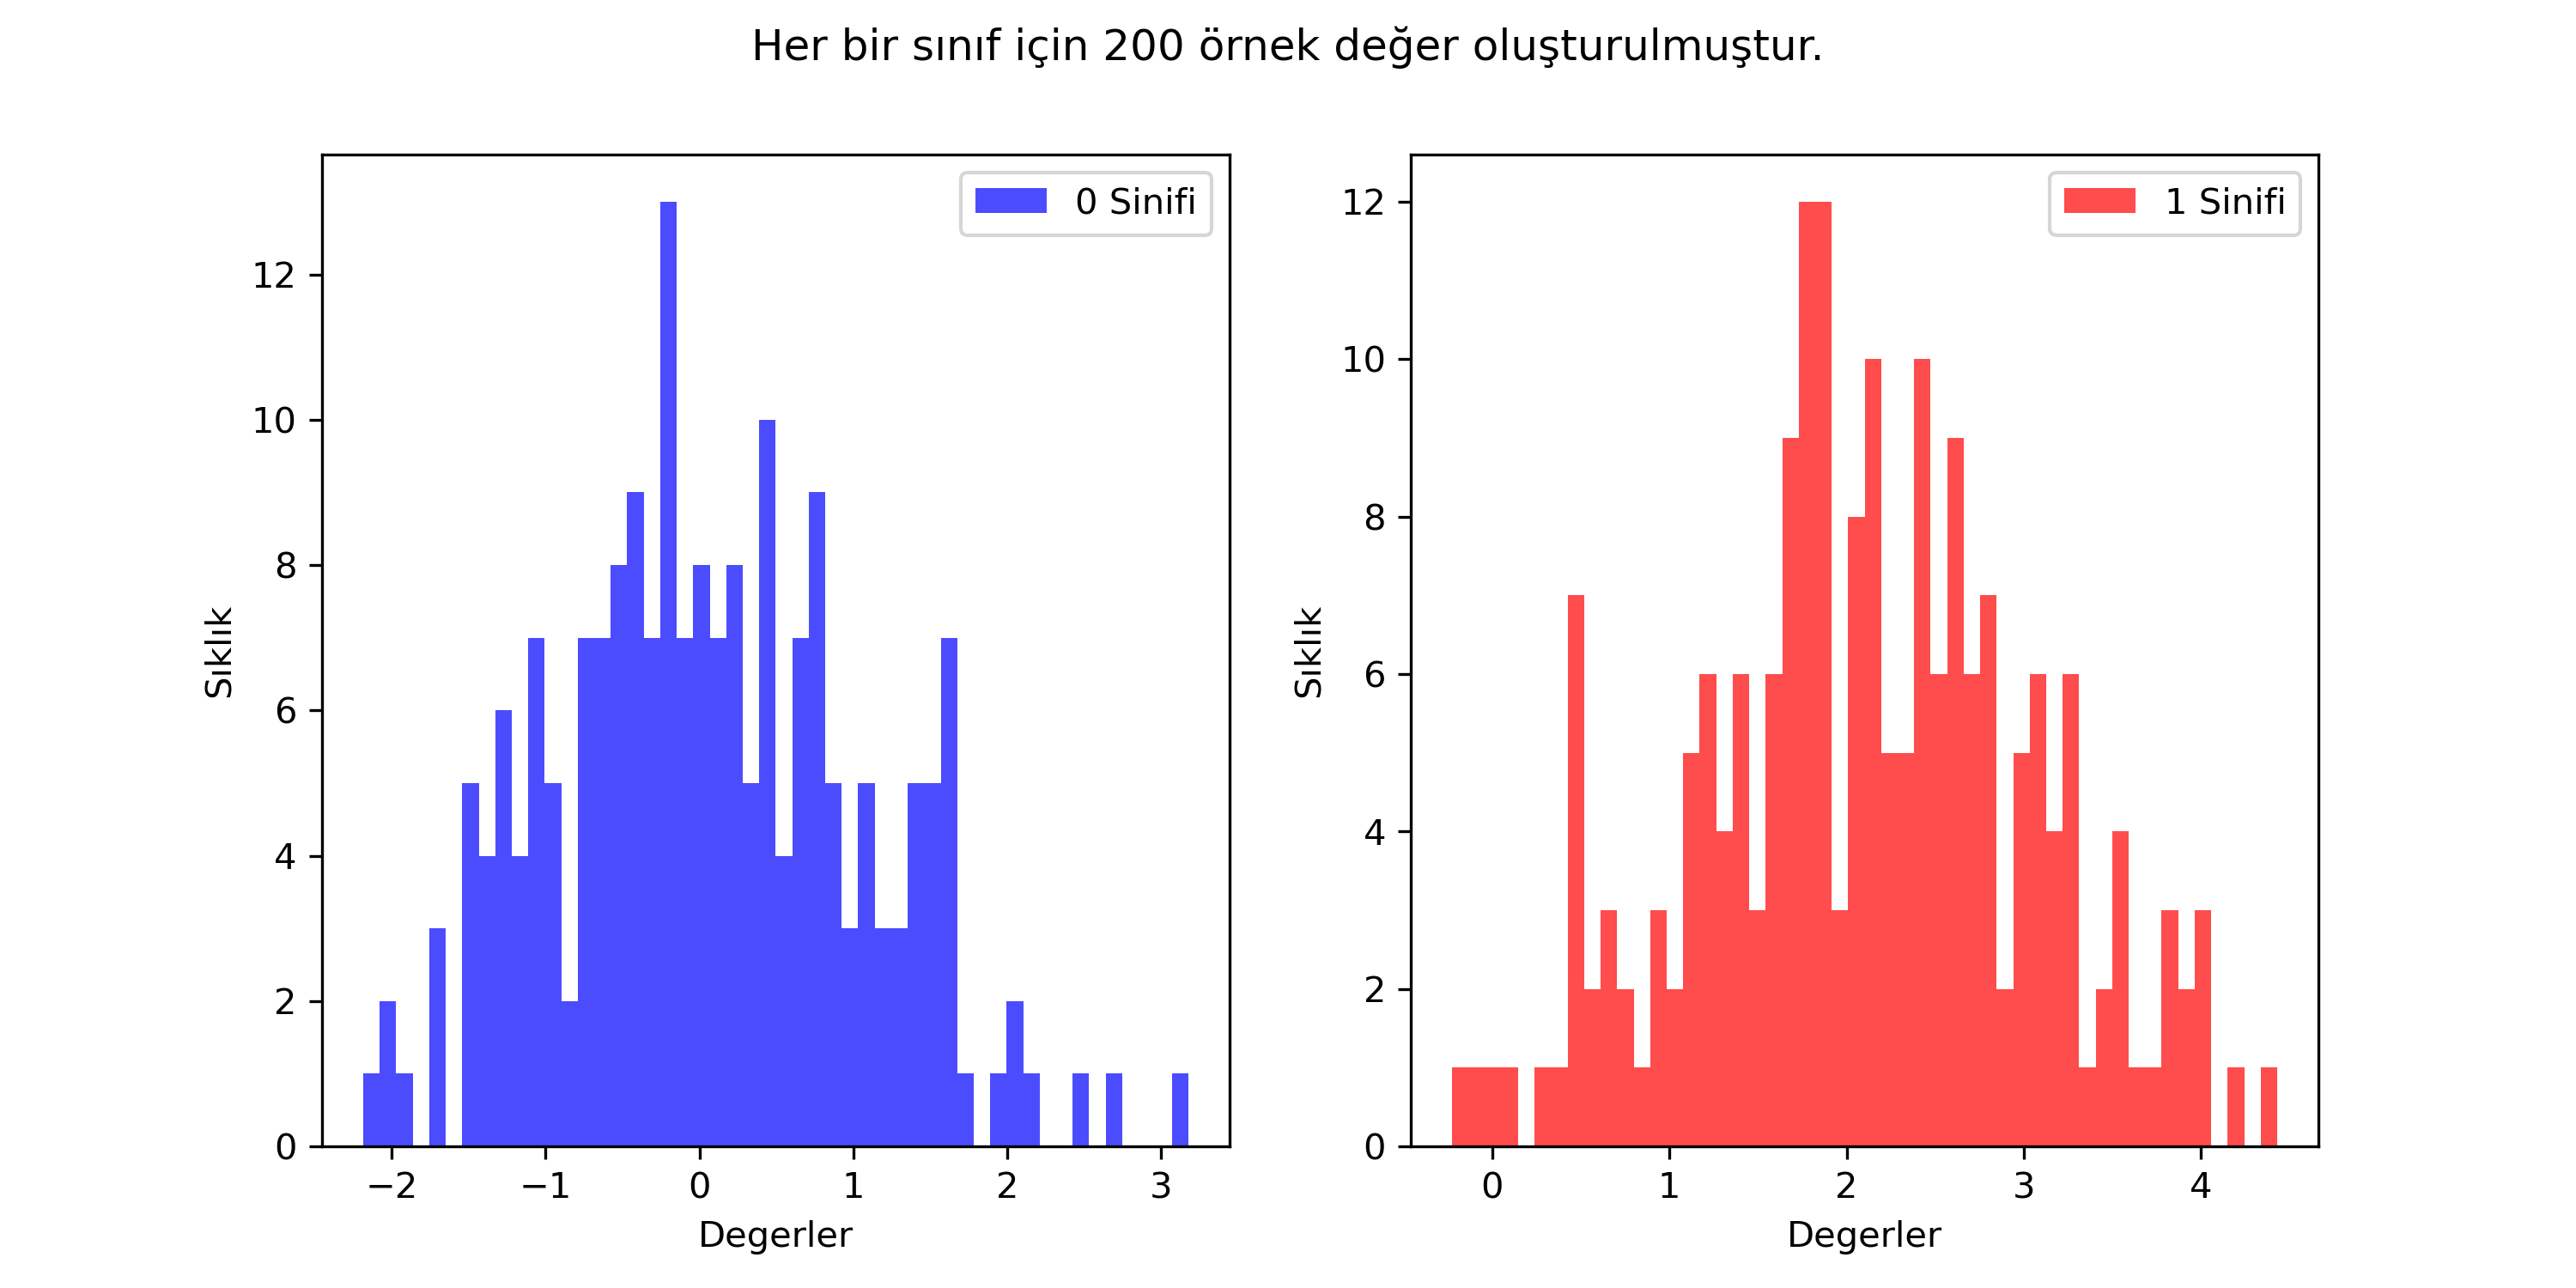 Her bir sınıf için 200 örnek değer oluşturulmuştur.
0 Sinifi
Sıklık
12
10
8
6
4
2
0
−2 −1 0 1 2 3
Degerler
1 Sinifi
Sıklık
12
10
8
6
4
2
0
0 1 2 3 4
Degerler